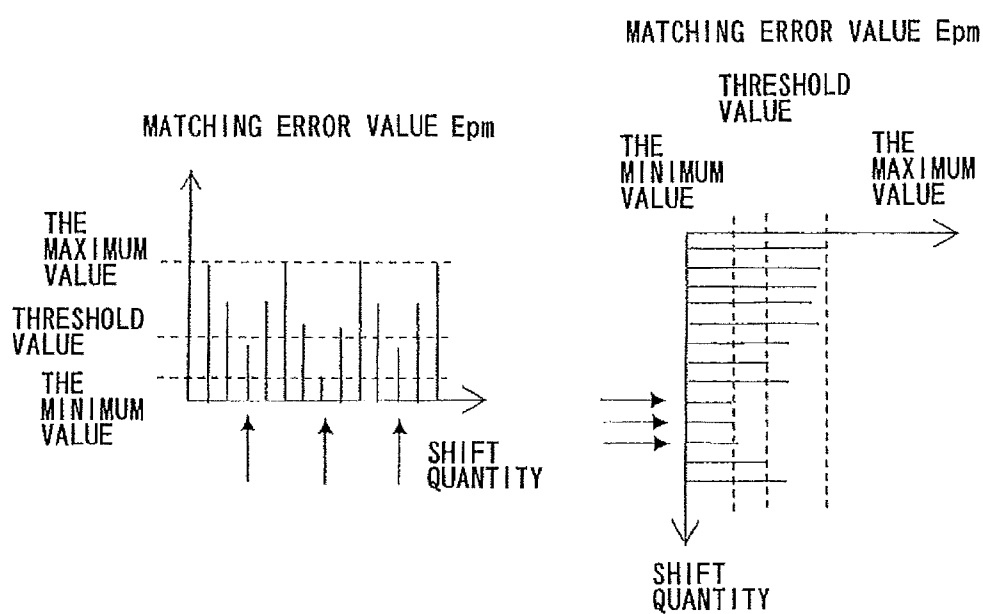 MATCHING ERROR VALUE Epm
THE
MAXIMUM
VALUE
THRESHOLD
VALUE
THE
MINIMUM
VALUE
SHIFT
QUANTITY
MATCHING ERROR VALUE Epm
THRESHOLD
VALUE
THE
MINIMUM
VALUE
THE
MAXIMUM
VALUE
SHIFT
QUANTITY